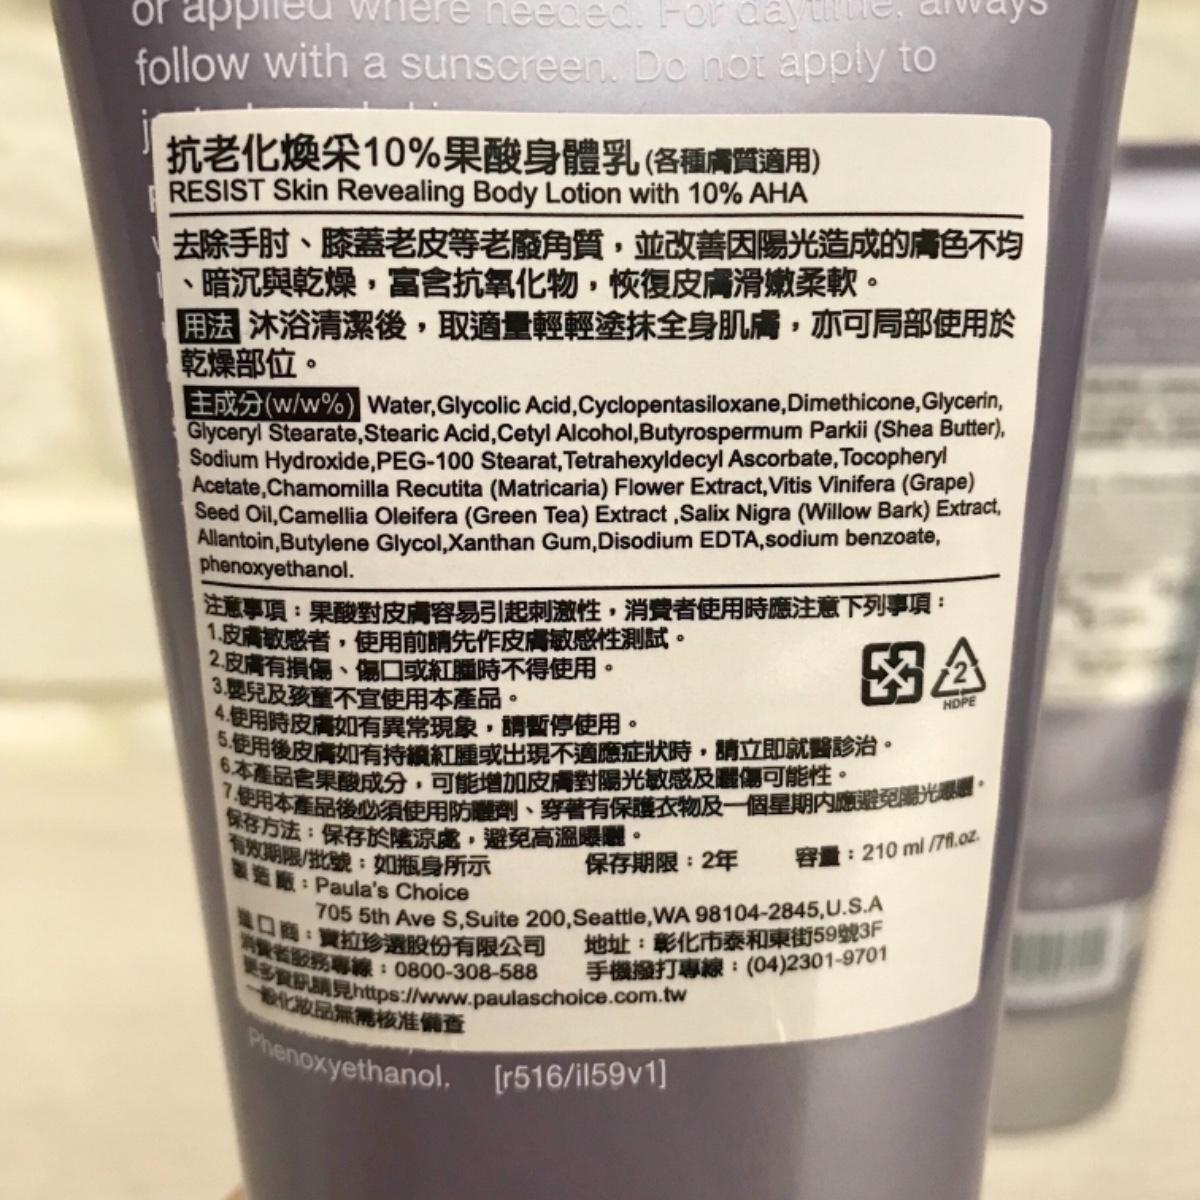 or applied where needed. For daytime, always
follow with a sunscreen. Do not apply to
抗老化煥采10%果酸身體乳(各種膚質適用)
RESIST Skin Revealing Body Lotion with 10% AHA
去除手肘、膝蓋老皮等老廢角質，並改善因陽光造成的膚色不均
、暗沉與乾燥，富含抗氧化物，恢復皮膚滑嫩柔軟。
用法 沐浴清潔後，取適量輕輕塗抹全身肌膚，亦可局部使用於
乾燥部位。
主成分(w/w%) Water,Glycolic Acid,Cyclopentasiloxane,Dimethicone,Glycerin,
Glyceryl Stearate,Stearic Acid,Cetyl Alcohol,Butyrospermum Parkii (Shea Butter),
Sodium Hydroxide,PEG-100 Stearat,Tetrahexyldecyl Ascorbate,Tocopheryl
Acetate,Chamomilla Recutita (Matricaria) Flower Extract,Vitis Vinifera (Grape)
Seed Oil,Camellia Oleifera (Green Tea) Extract ,Salix Nigra (Willow Bark) Extract,
Allantoin,Butylene Glycol,Xanthan Gum,Disodium EDTA,sodium benzoate,
phenoxyethanol.
注意事項：果酸對皮膚容易引起刺激性，消費者使用時應注意下列事項：
1.皮膚敏感者，使用前請先作皮膚敏感性測試。
2.皮膚有損傷、傷口或紅腫時不得使用。
3.嬰兒及孩童不宜使用本產品。
4.使用時皮膚如有異常現象，請暫停使用。
5.使用後皮膚如有持續紅腫或出現不適應症狀時，請立即就醫診治。
6.本產品含果酸成分，可能增加皮膚對陽光敏感及曬傷可能性。
7.使用本產品後必須使用防曬劑、穿著有保護衣物及一個星期內應避免陽光曝曬。
2
HDPE
保存方法：保存於陰涼處，避免高溫曝曬。
有效期限/批號：如瓶身所示 保存期限：2年 容量：210 ml /7fl.oz.
製造廠：Paula's Choice
705 5th Ave S,Suite 200,Seattle,WA 98104-2845,U.S.A
進口商：寶拉珍選股份有限公司 地址：彰化市泰和東街59號3F
消費者服務專線：0800-308-588 手機撥打專線：(04)2301-9701
更多資訊請見https://www.paulaschoice.com.tw
一般化妝品無需核准備查
Phenoxyethanol. [r516/il59v1]